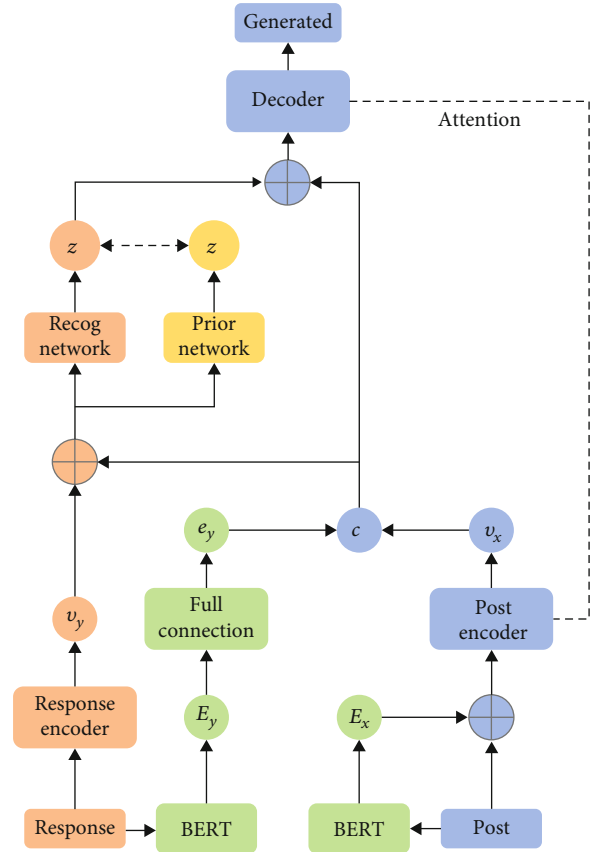 Generated
Decoder
Attention
z
z
Recog
network
Prior
network
e_y
c
v_x
Full
connection
Post
encoder
v_y
Response
encoder
E_y
E_x
Response
BERT
BERT
Post